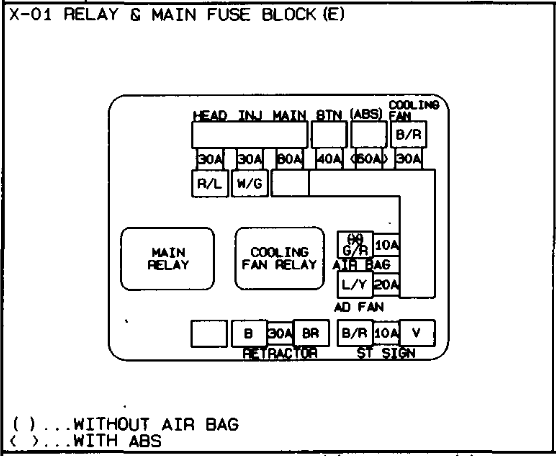 X-01 RELAY & MAIN FUSE BLOCK (E)
HEAD INJ MAIN BTN (ABS) COOLING FAN
B/R
30A 30A 80A 40A <60A> 30A
R/L W/G
MAIN RELAY
COOLING FAN RELAY
G/R 10A
AIR BAG
L/Y 20A
AD FAN
B 30A BR
RETRACTOR
B/R 10A V
ST SIGN
( )...WITHOUT AIR BAG
< >...WITH ABS